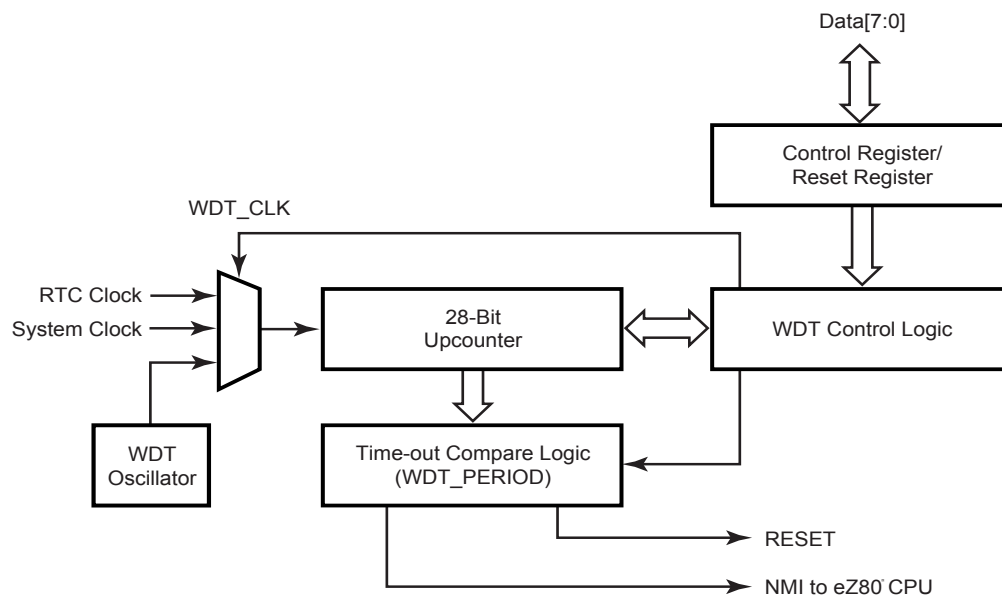 Data[7:0]
Control Register/
Reset Register
WDT_CLK
RTC Clock
System Clock
28-Bit
Upcounter
WDT Control Logic
WDT
Oscillator
Time-out Compare Logic
(WDT_PERIOD)
RESET
NMI to eZ80 CPU